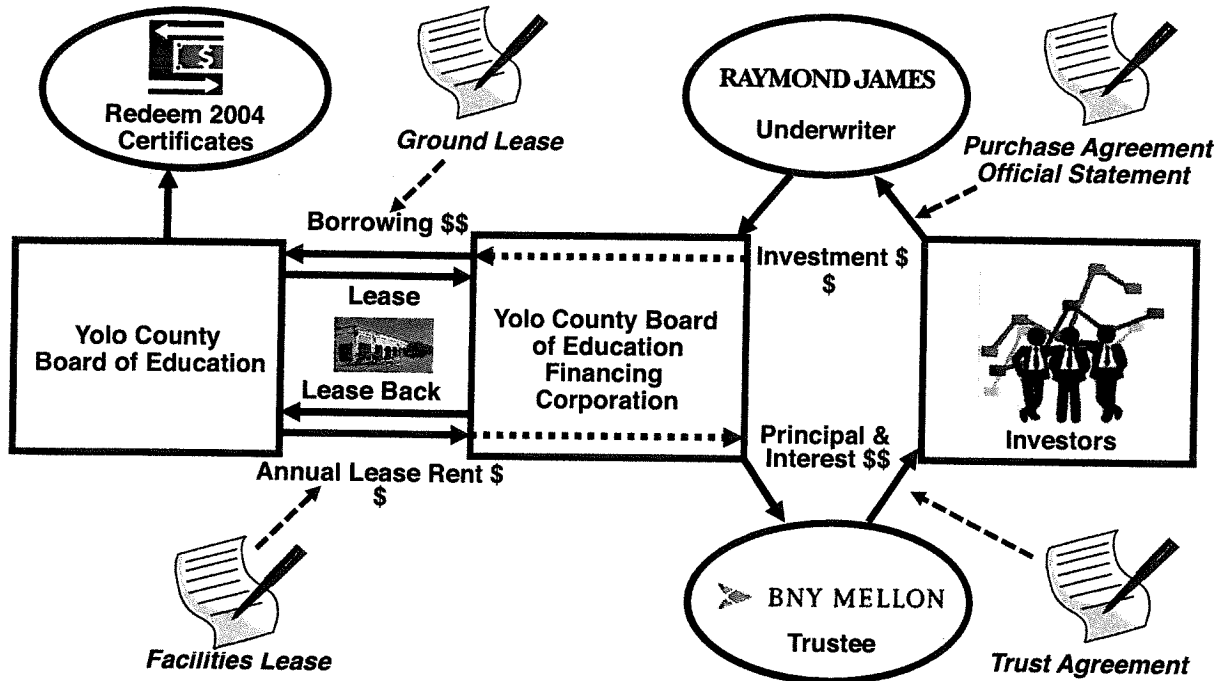 $
Redeem 2004
Certificates
Ground Lease
RAYMOND JAMES
Underwriter
Purchase Agreement
Official Statement
Borrowing $$
Investment $
$
Lease
Yolo County
Board of Education
Yolo County Board
of Education
Financing
Corporation
Lease Back
Annual Lease Rent $
$
Principal &
Interest $$
Investors
Facilities Lease
BNY MELLON
Trustee
Trust Agreement